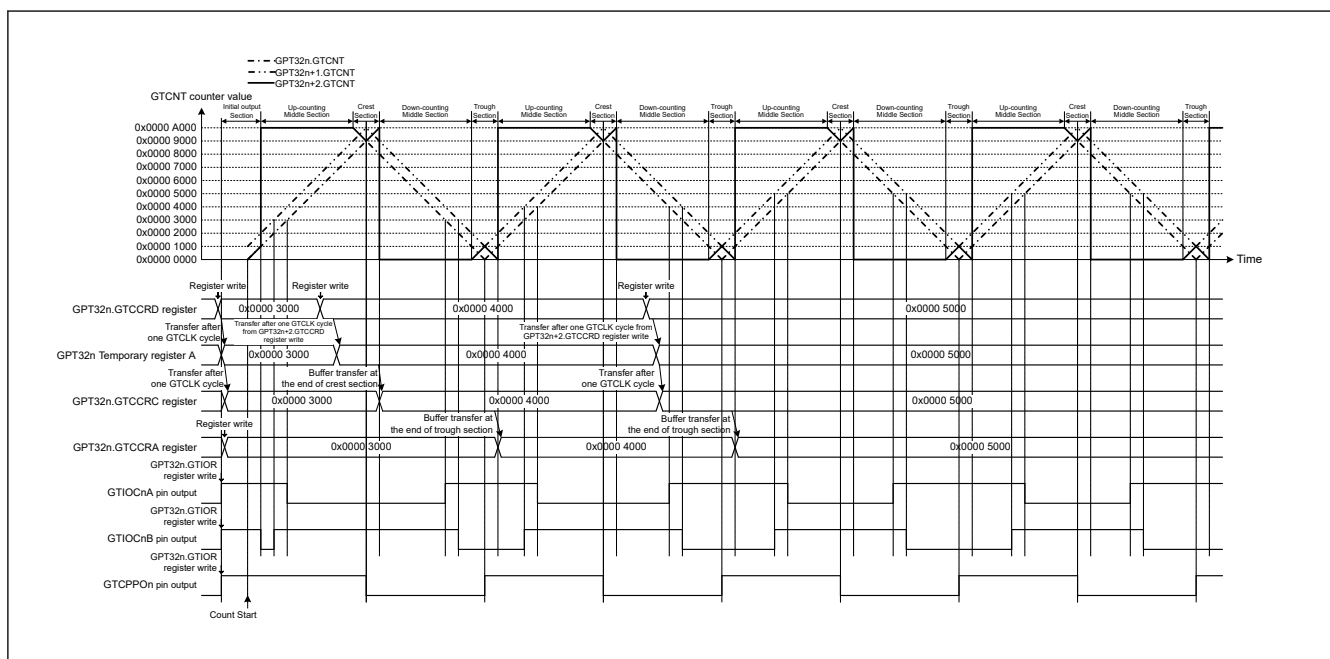 GPT32n.GTCNT
GPT32n+1.GTCNT
GPT32n+2.GTCNT
GTCNT counter value
Initial output Section
Up-counting Middle Section
Crest Section
Down-counting Middle Section
Trough Section
Up-counting Middle Section
Crest Section
Down-counting Middle Section
Trough Section
Up-counting Middle Section
Crest Section
Down-counting Middle Section
Trough Section
Up-counting Middle Section
Crest Section
Down-counting Middle Section
Trough Section
0x0000 A000
0x0000 9000
0x0000 8000
0x0000 7000
0x0000 6000
0x0000 5000
0x0000 4000
0x0000 3000
0x0000 2000
0x0000 1000
0x0000 0000
Time
Register write
Register write
Register write
GPT32n.GTCCRD register
0x0000 3000
0x0000 4000
0x0000 5000
Transfer after
one GTCLK cycle
Transfer after one GTCLK cycle
from GPT32n+2.GTCCRD
register write
Transfer after one GTCLK cycle from
GPT32n+2.GTCCRD register write
GPT32n Temporary register A
0x0000 3000
0x0000 4000
0x0000 5000
Transfer after
one GTCLK cycle
Buffer transfer at
the end of crest section
Transfer after
one GTCLK cycle
GPT32n.GTCCRC register
0x0000 3000
0x0000 4000
0x0000 5000
Register write
Buffer transfer at
the end of trough section
Buffer transfer at
the end of trough section
GPT32n.GTCCRA register
0x0000 3000
0x0000 4000
0x0000 5000
GPT32n.GTIOR
register write
GTIOCnA pin output
GPT32n.GTIOR
register write
GTIOCnB pin output
GPT32n.GTIOR
register write
GTCPPOn pin output
Count Start